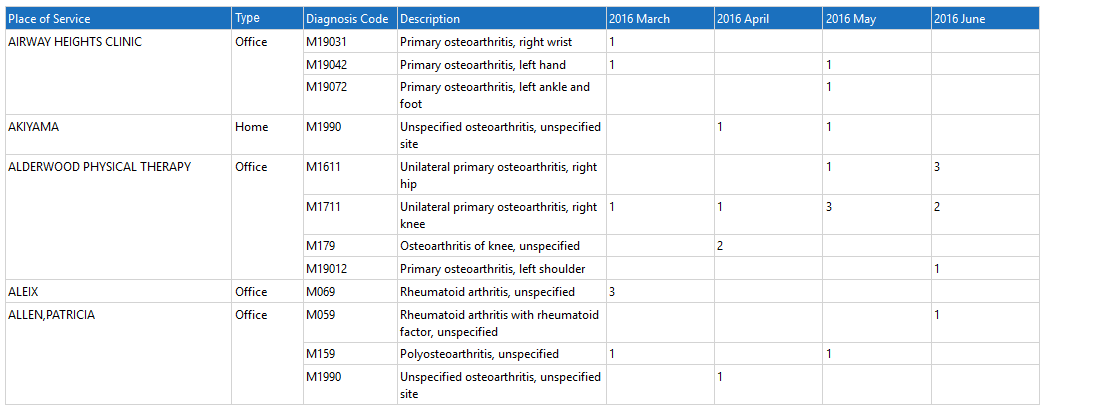 Place of Service Type Diagnosis Code Description 2016 March 2016 April 2016 May 2016 June
AIRWAY HEIGHTS CLINIC Office M19031 Primary osteoarthritis, right wrist 1
M19042 Primary osteoarthritis, left hand 1 1
M19072 Primary osteoarthritis, left ankle and 1
foot
AKIYAMA Home M1990 Unspecified osteoarthritis, unspecified 1 1
site
ALDERWOOD PHYSICAL THERAPY Office M1611 Unilateral primary osteoarthritis, right 1 3
hip
M1711 Unilateral primary osteoarthritis, right 1 1 3 2
knee
M179 Osteoarthritis of knee, unspecified 2
M19012 Primary osteoarthritis, left shoulder 1
ALEIX Office M069 Rheumatoid arthritis, unspecified 3
ALLEN,PATRICIA Office M059 Rheumatoid arthritis with rheumatoid 1
factor, unspecified
M159 Polyosteoarthritis, unspecified 1 1
M1990 Unspecified osteoarthritis, unspecified 1
site